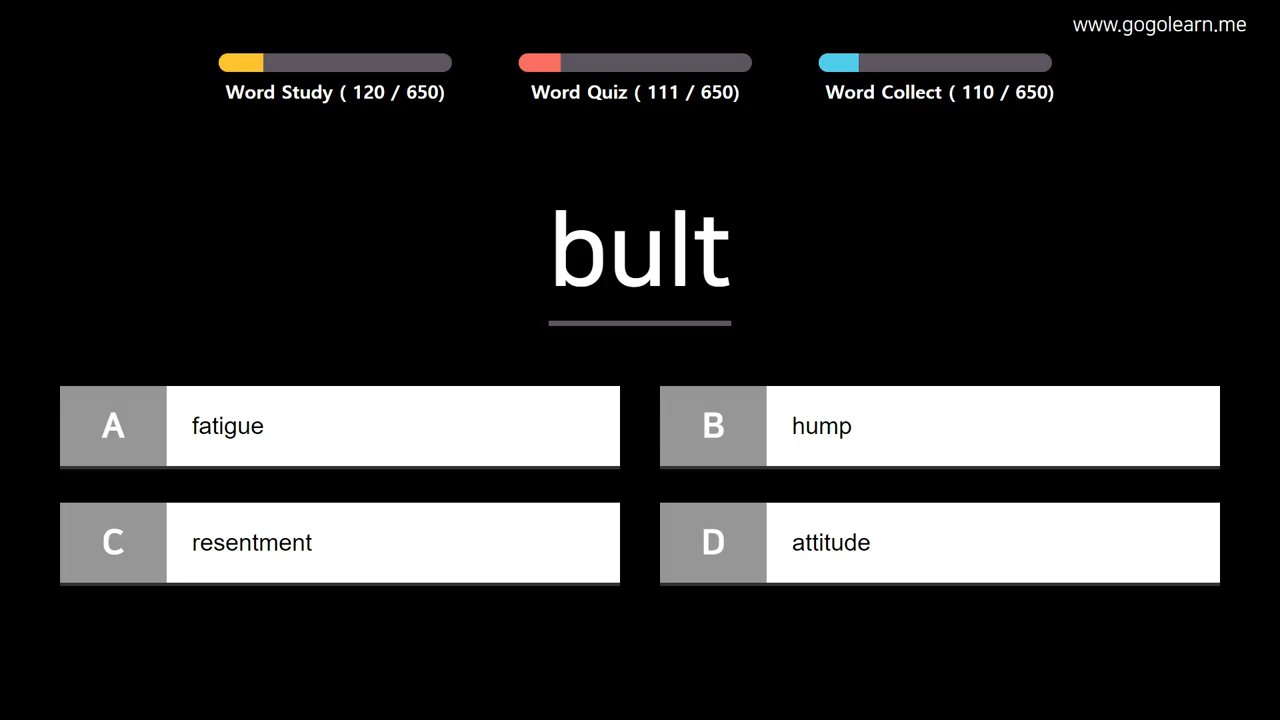 www.gogolearn.me
Word Study ( 120 / 650)
Word Quiz ( 111 / 650)
Word Collect ( 110 / 650)
bult
A fatigue
B hump
C resentment
D attitude